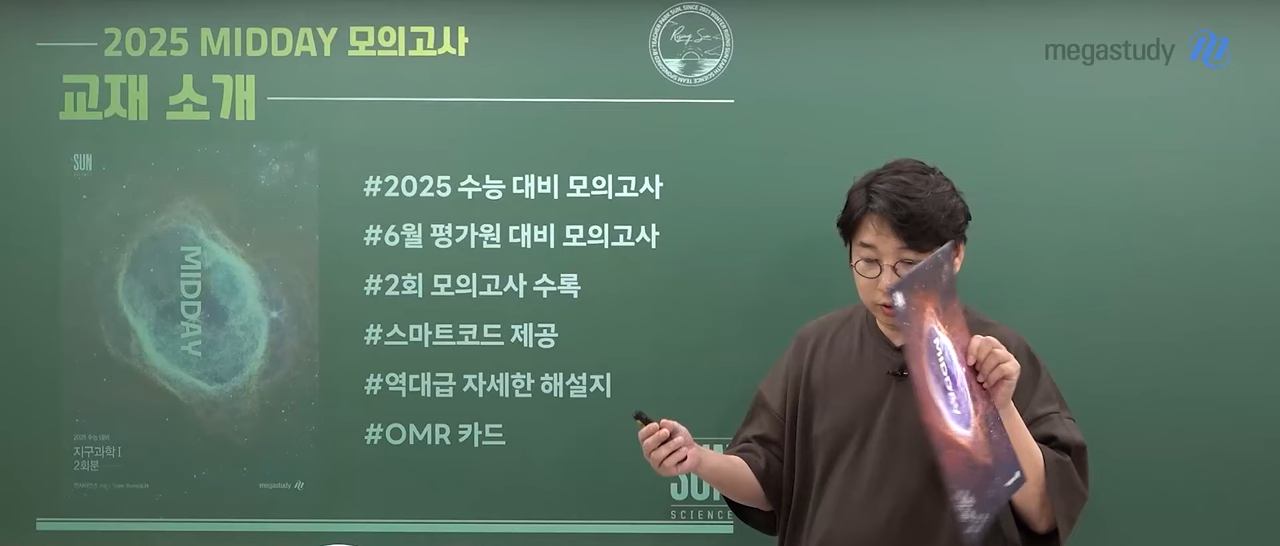 2025 MIDDAY 모의고사
교재 소개
megastudy
SUN
MIDDAY
2025 수능 대비
지구과학 I
2회분
megastudy
#2025 수능 대비 모의고사
#6월 평가원 대비 모의고사
#2회 모의고사 수록
#스마트코드 제공
#역대급 자세한 해설지
#OMR 카드
MIDDAY
SUN
SCIENCE